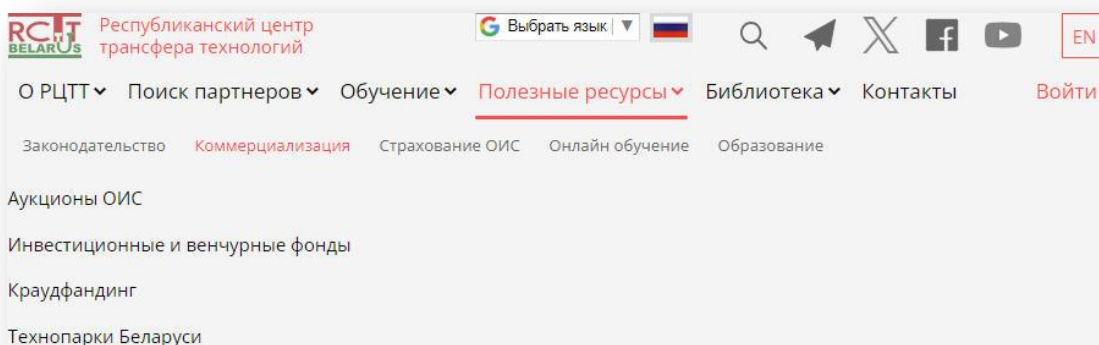 RCTT
BELARUS
Республиканский центр
трансфера технологий
Выбрать язык
EN
О РЦТТ Поиск партнеров Обучение Полезные ресурсы Библиотека Контакты Войти
Законодательство Коммерциализация Страхование ОИС Онлайн обучение Образование
Аукционы ОИС
Инвестиционные и венчурные фонды
Краудфандинг
Технопарки Беларуси